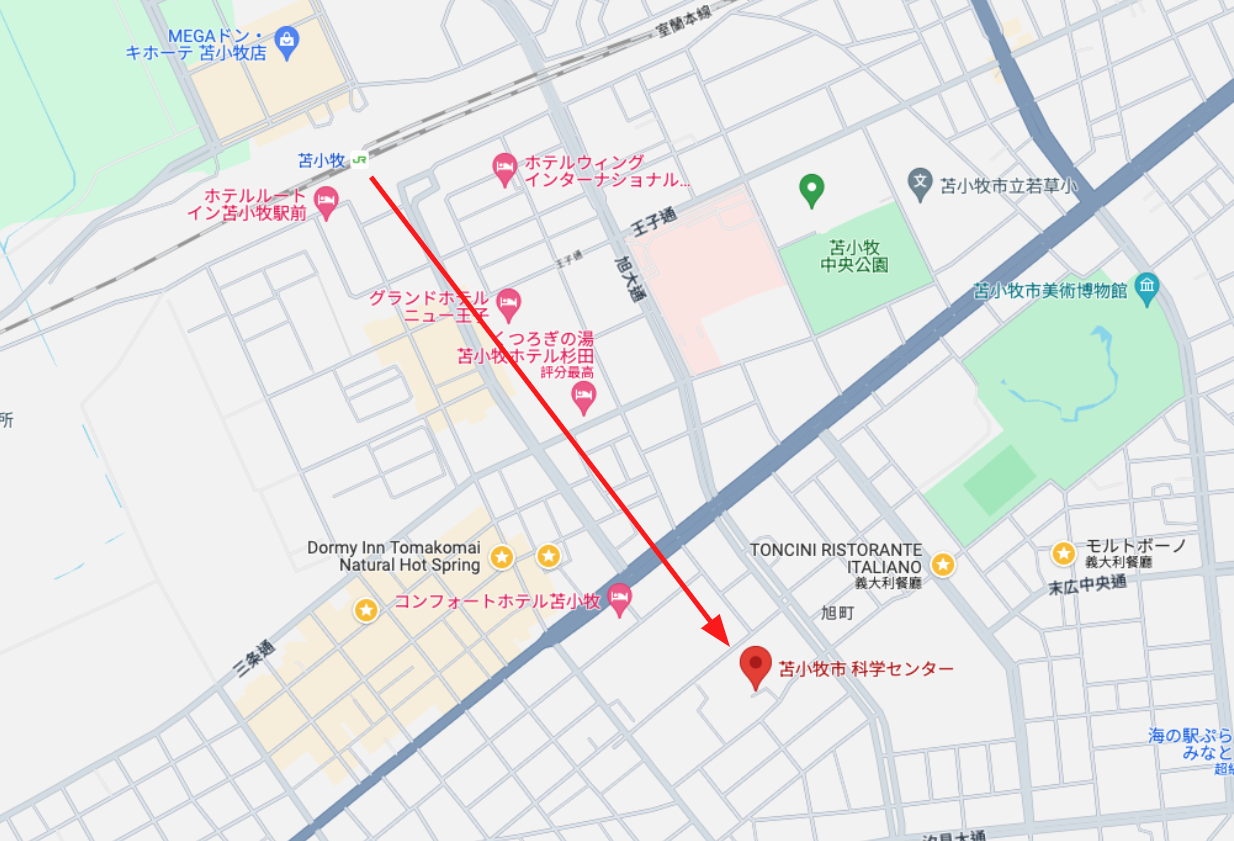 室蘭本線
MEGAドン・
キホーテ 苫小牧店
苫小牧
JR
ホテルウィング
インターナショナル...
ホテルルート
イン苫小牧駅前
文
苫小牧市立若草小
王子通
王子通
旭大通
苫小牧
中央公園
苫小牧市美術博物館
グランドホテル
ニュー王子
くつろぎの湯
苫小牧ホテル杉田
評分最高
所
Dormy Inn Tomakomai
Natural Hot Spring
TONCINI RISTORANTE
ITALIANO
義大利餐廳
モルトボーノ
義大利餐廳
末広中央通
コンフォートホテル苫小牧
旭町
三条通
苫小牧市 科学センター
海の駅ぷら
みなと
超級
汐見大通